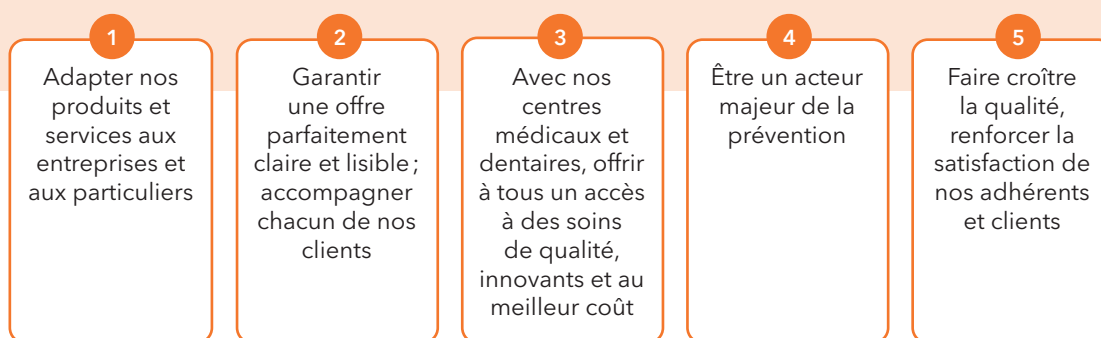 1
Adapter nos
produits et
services aux
entreprises et
aux particuliers
2
Garantir
une offre
parfaitement
claire et lisible ;
accompagner
chacun de nos
clients
3
Avec nos
centres
médicaux et
dentaires, offrir
à tous un accès
à des soins
de qualité,
innovants et au
meilleur coût
4
Être un acteur
majeur de la
prévention
5
Faire croître
la qualité,
renforcer la
satisfaction de
nos adhérents
et clients